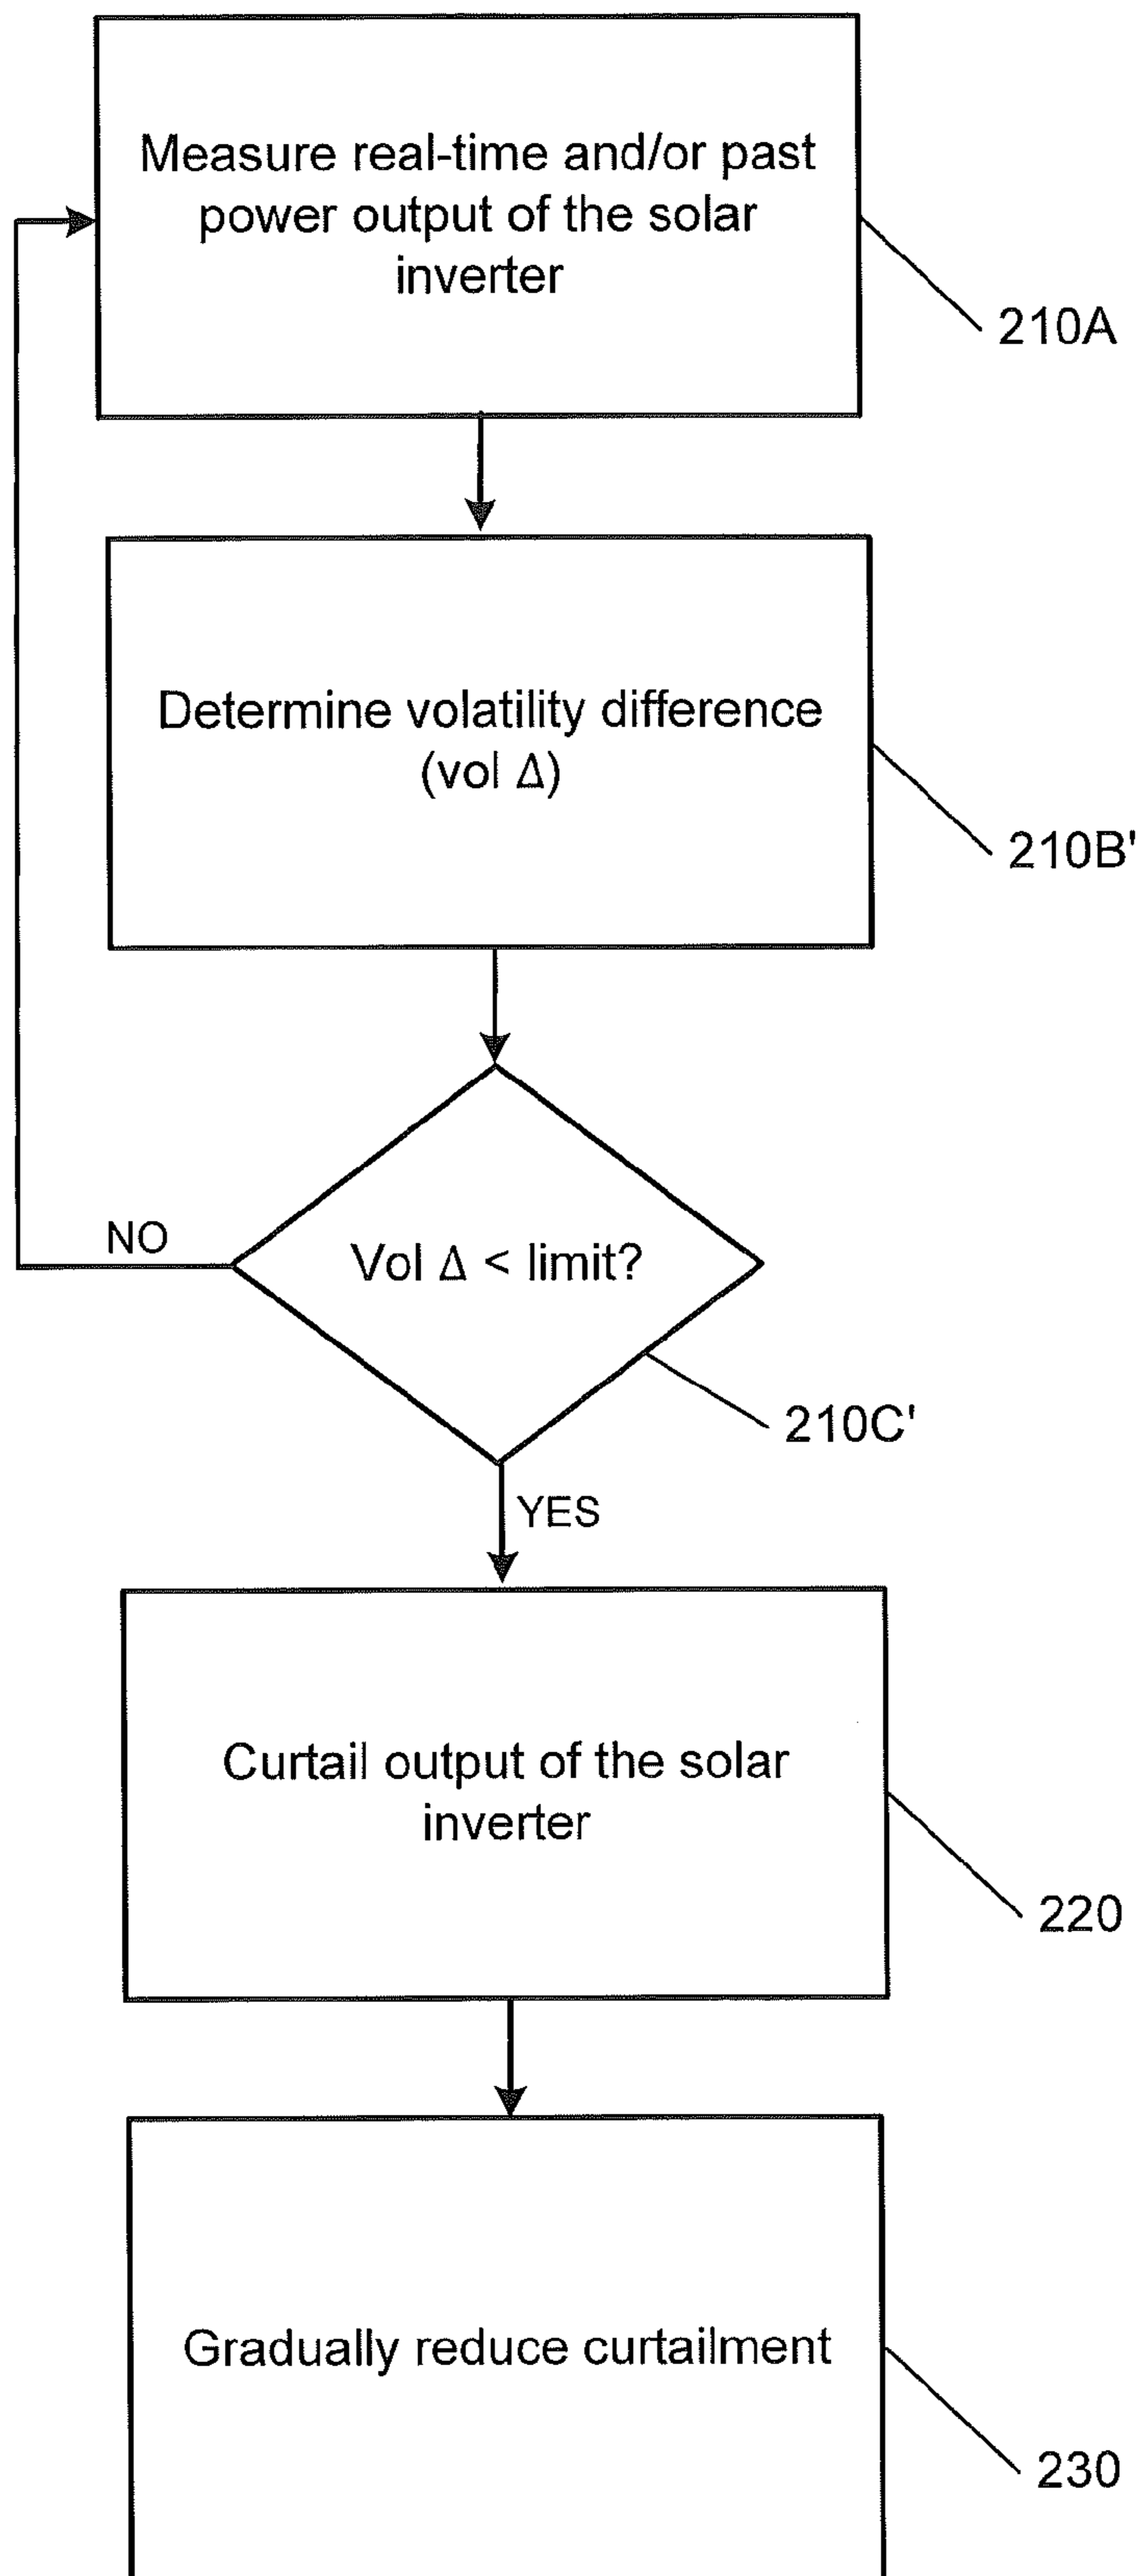 Measure real-time and/or past
power output of the solar
inverter
210A
Determine volatility difference
(vol Δ)
210B'
NO
Vol Δ < limit?
210C'
YES
Curtail output of the solar
inverter
220
Gradually reduce curtailment
230